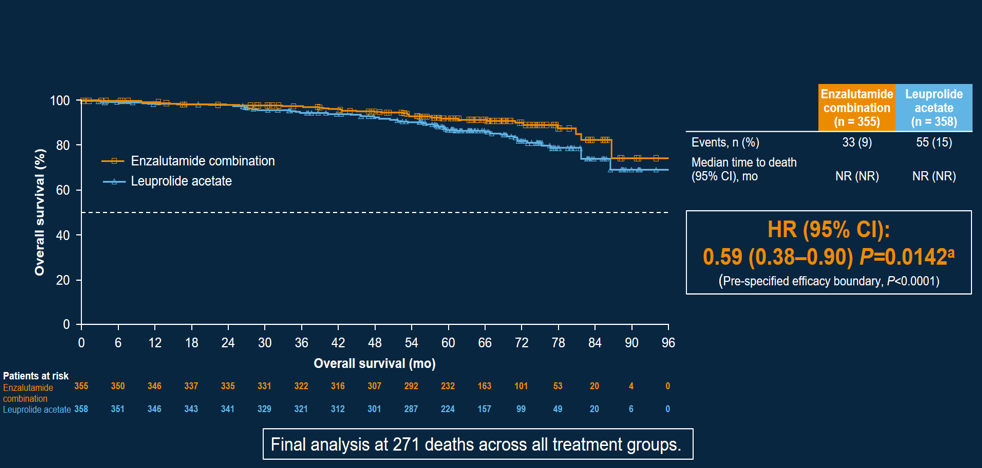 Enzalutamide combination (n = 355)
Leuprolide acetate (n = 358)
Events, n (%) 33 (9) 55 (15)
Median time to death (95% CI), mo NR (NR) NR (NR)
HR (95% CI):
0.59 (0.38–0.90) P=0.0142a
(Pre-specified efficacy boundary, P<0.0001)
Overall survival (%)
100
80
60
40
20
0
Enzalutamide combination
Leuprolide acetate
0 6 12 18 24 30 36 42 48 54 60 66 72 78 84 90 96
Overall survival (mo)
Patients at risk
Enzalutamide combination 355 350 346 337 335 331 322 316 307 292 232 163 101 53 20 4 0
Leuprolide acetate 358 351 346 343 341 329 321 312 301 287 224 157 99 49 20 6 0
Final analysis at 271 deaths across all treatment groups.